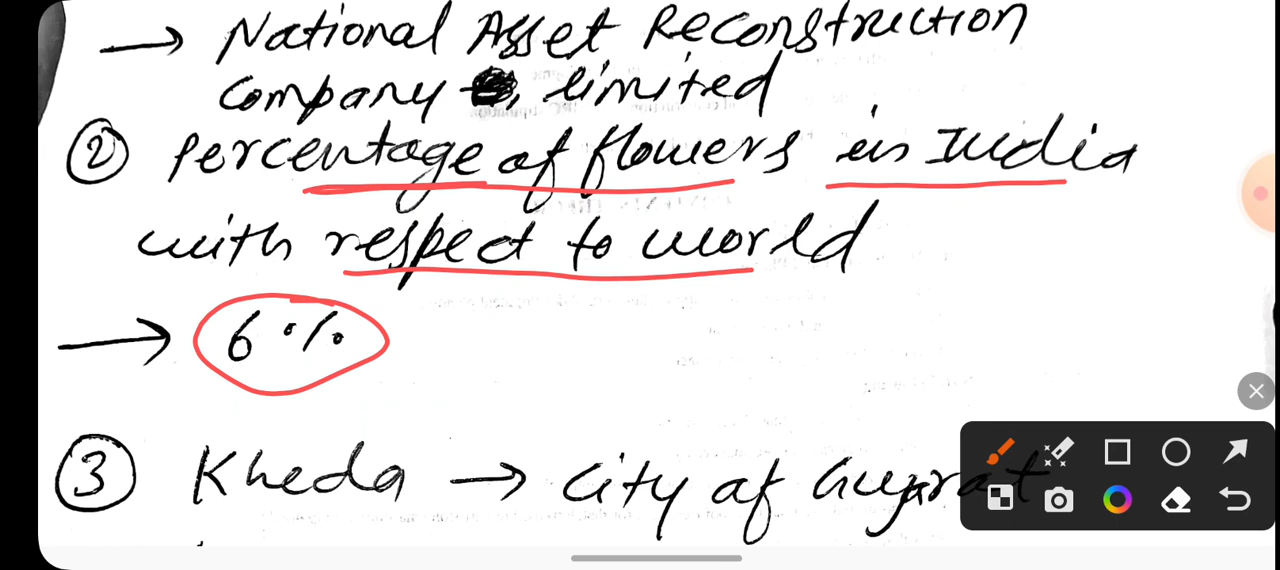 → National Asset Reconstruction
Company limited
② Percentage of flowers in India
with respect to world
→ 6%
③ Kheda → City of Gujrat